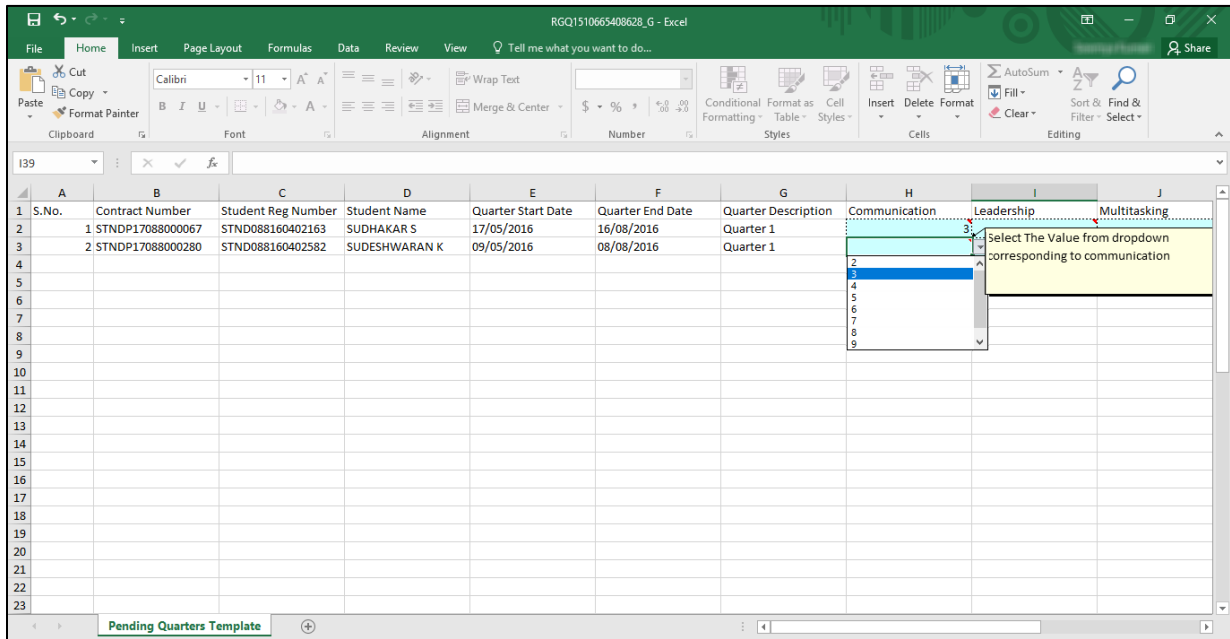 RGQ1510665408628_G - Excel
File Home Insert Page Layout Formulas Data Review View Tell me what you want to do... Share
Cut
Copy
Format Painter
Paste
Calibri 11 A A
B I U A
Wrap Text
Merge & Center
$ % , .0 .00 .00 .0
Conditional Formatting Format as Table Cell Styles
Insert Delete Format
AutoSum
Fill
Clear
Sort & Filter Find & Select
Clipboard Font Alignment Number Styles Cells Editing
I39 fx
A B C D E F G H I J
1 S.No. Contract Number Student Reg Number Student Name Quarter Start Date Quarter End Date Quarter Description Communication Leadership Multitasking
2 1 STNDP17088000067 STND088160402163 SUDHAKAR S 17/05/2016 16/08/2016 Quarter 1 3
3 2 STNDP17088000280 STND088160402582 SUDESHWARAN K 09/05/2016 08/08/2016 Quarter 1
Select The Value from dropdown
corresponding to communication
2
3
4
5
6
7
8
9
4
5
6
7
8
9
10
11
12
13
14
15
16
17
18
19
20
21
22
23
Pending Quarters Template